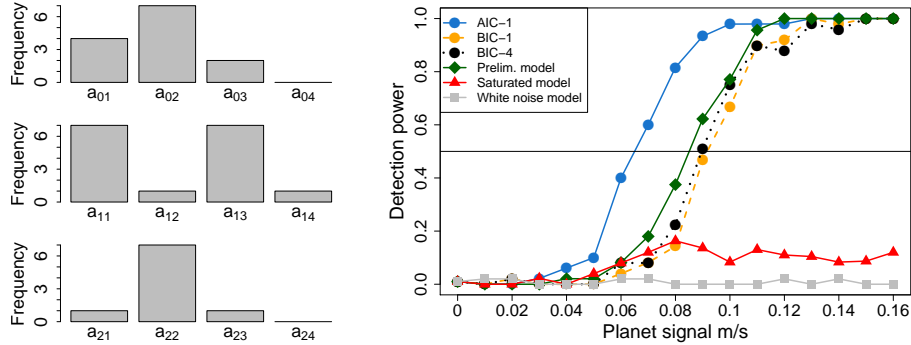 Frequency
0 3 6
a01 a02 a03 a04
Frequency
0 3 6
a11 a12 a13 a14
Frequency
0 3 6
a21 a22 a23 a24
Detection power
0.0 0.2 0.4 0.6 0.8 1.0
AIC-1
BIC-1
BIC-4
Prelim. model
Saturated model
White noise model
0 0.02 0.04 0.06 0.08 0.1 0.12 0.14 0.16
Planet signal m/s